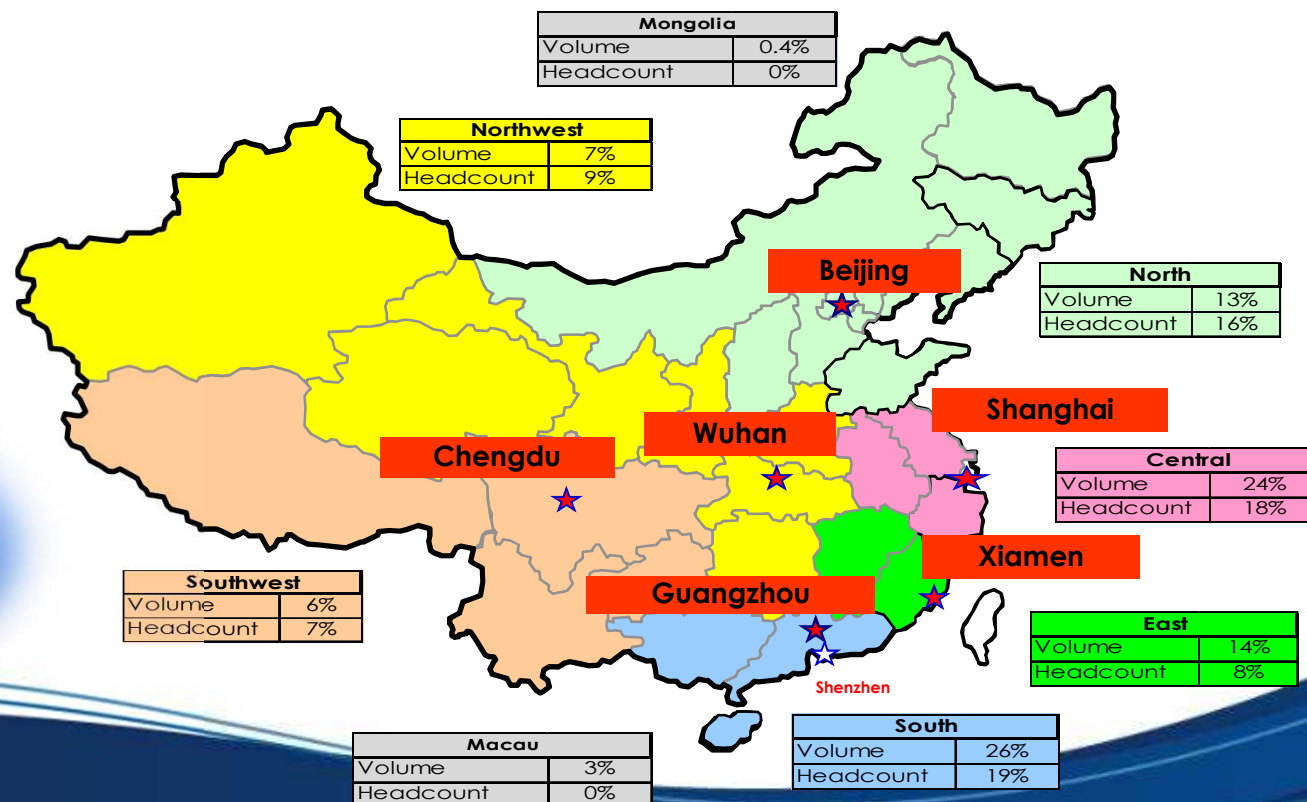 Mongolia
Volume 0.4%
Headcount 0%
Northwest
Volume 7%
Headcount 9%
Beijing
North
Volume 13%
Headcount 16%
Shanghai
Wuhan
Chengdu
Central
Volume 24%
Headcount 18%
Xiamen
Southwest
Volume 6%
Headcount 7%
Guangzhou
East
Volume 14%
Headcount 8%
Shenzhen
South
Volume 26%
Headcount 19%
Macau
Volume 3%
Headcount 0%